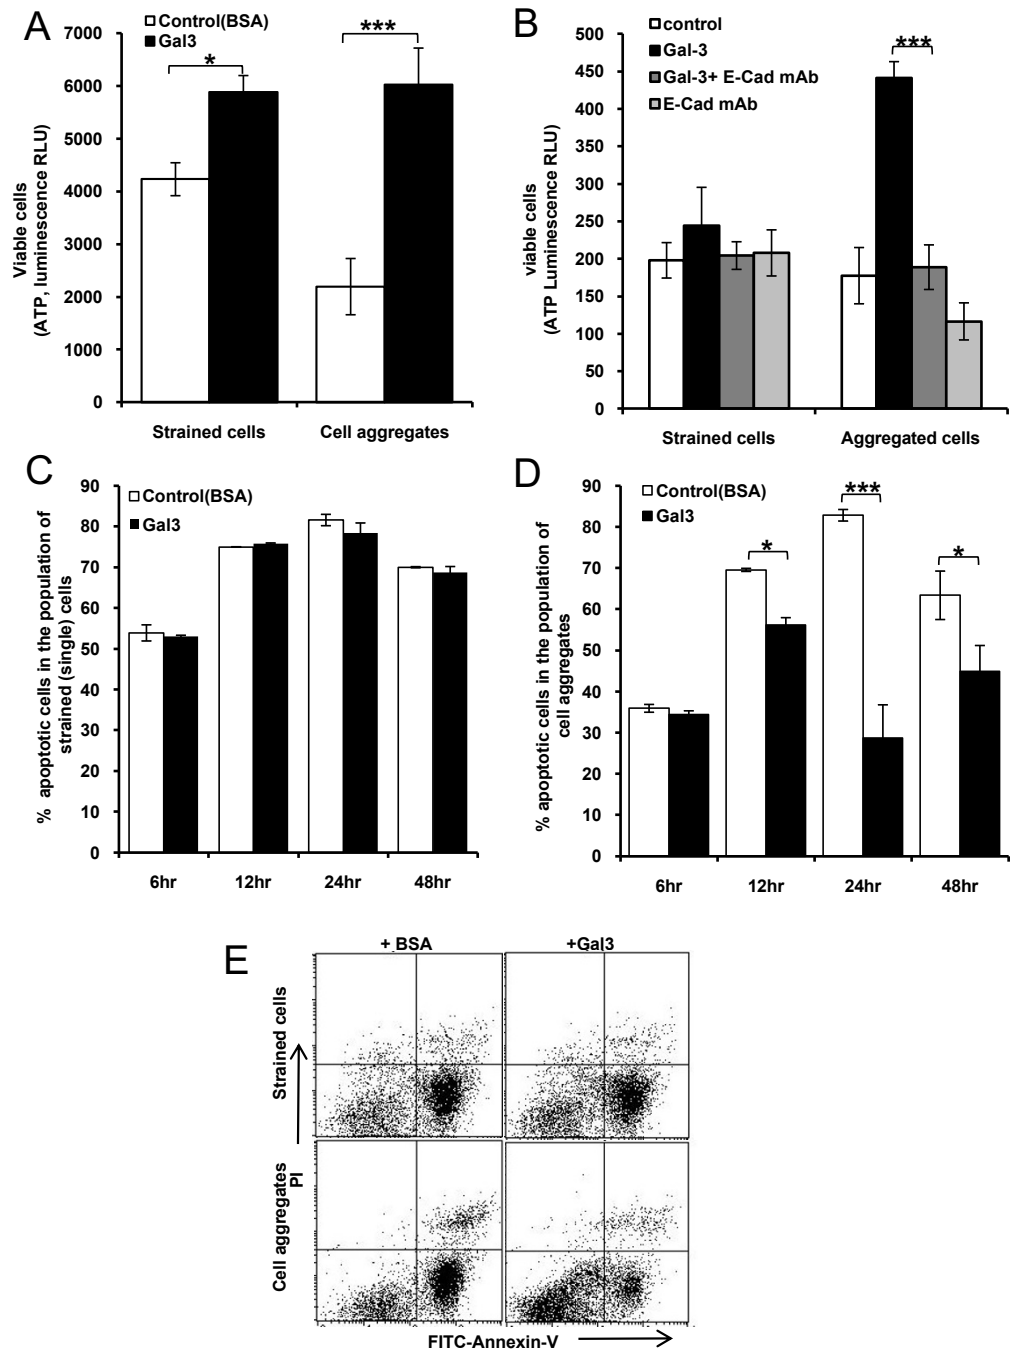 A
Control(BSA)
Gal3
7000
6000
5000
4000
3000
2000
1000
0
*
***
Viable cells
(ATP, luminescence RLU)
Strained cells
Cell aggregates
B
control
Gal-3
Gal-3+ E-Cad mAb
E-Cad mAb
500
450
400
350
300
250
200
150
100
50
0
***
viable cells
(ATP Luminescence RLU)
Strained cells
Aggregated cells
C
Control(BSA)
Gal3
90
80
70
60
50
40
30
20
10
0
% apoptotic cells in the population of
strained (single) cells
6hr
12hr
24hr
48hr
D
Control(BSA)
Gal3
90
80
70
60
50
40
30
20
10
0
*
***
*
% apoptotic cells in the population of
cell aggregates
6hr
12hr
24hr
48hr
E
+ BSA
+Gal3
Strained cells
Cell aggregates
PI
FITC-Annexin-V